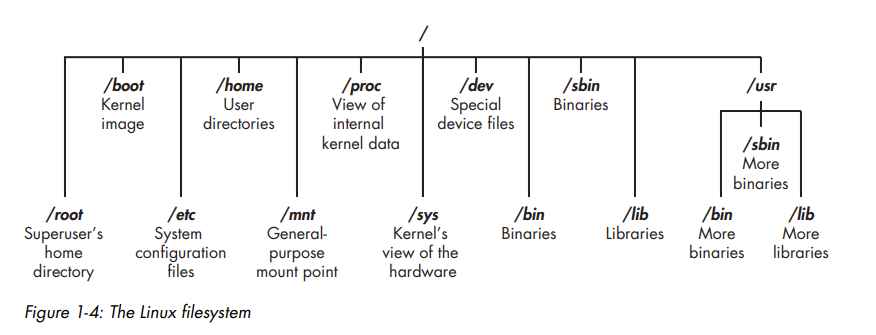 /
/boot
Kernel
image
/home
User
directories
/proc
View of
internal
kernel data
/dev
Special
device files
/sbin
Binaries
/usr
/sbin
More
binaries
/root
Superuser's
home
directory
/etc
System
configuration
files
/mnt
General-
purpose
mount point
/sys
Kernel's
view of the
hardware
/bin
Binaries
/lib
Libraries
/bin
More
binaries
/lib
More
libraries
Figure 1-4: The Linux filesystem